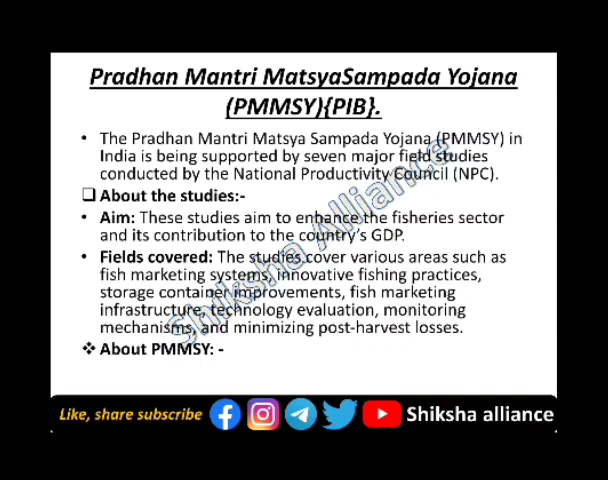 Pradhan Mantri MatsyaSampada Yojana
(PMMSY){PIB}.
• The Pradhan Mantri Matsya Sampada Yojana (PMMSY) in
India is being supported by seven major field studies
conducted by the National Productivity Council (NPC).
❑ About the studies:-
• Aim: These studies aim to enhance the fisheries sector
and its contribution to the country's GDP.
• Fields covered: The studies cover various areas such as
fish marketing systems, innovative fishing practices,
storage container improvements, fish marketing
infrastructure, technology evaluation, monitoring
mechanisms, and minimizing post-harvest losses.
❖ About PMMSY: -
Shiksha Alliance
Like, share subscribe
Shiksha alliance